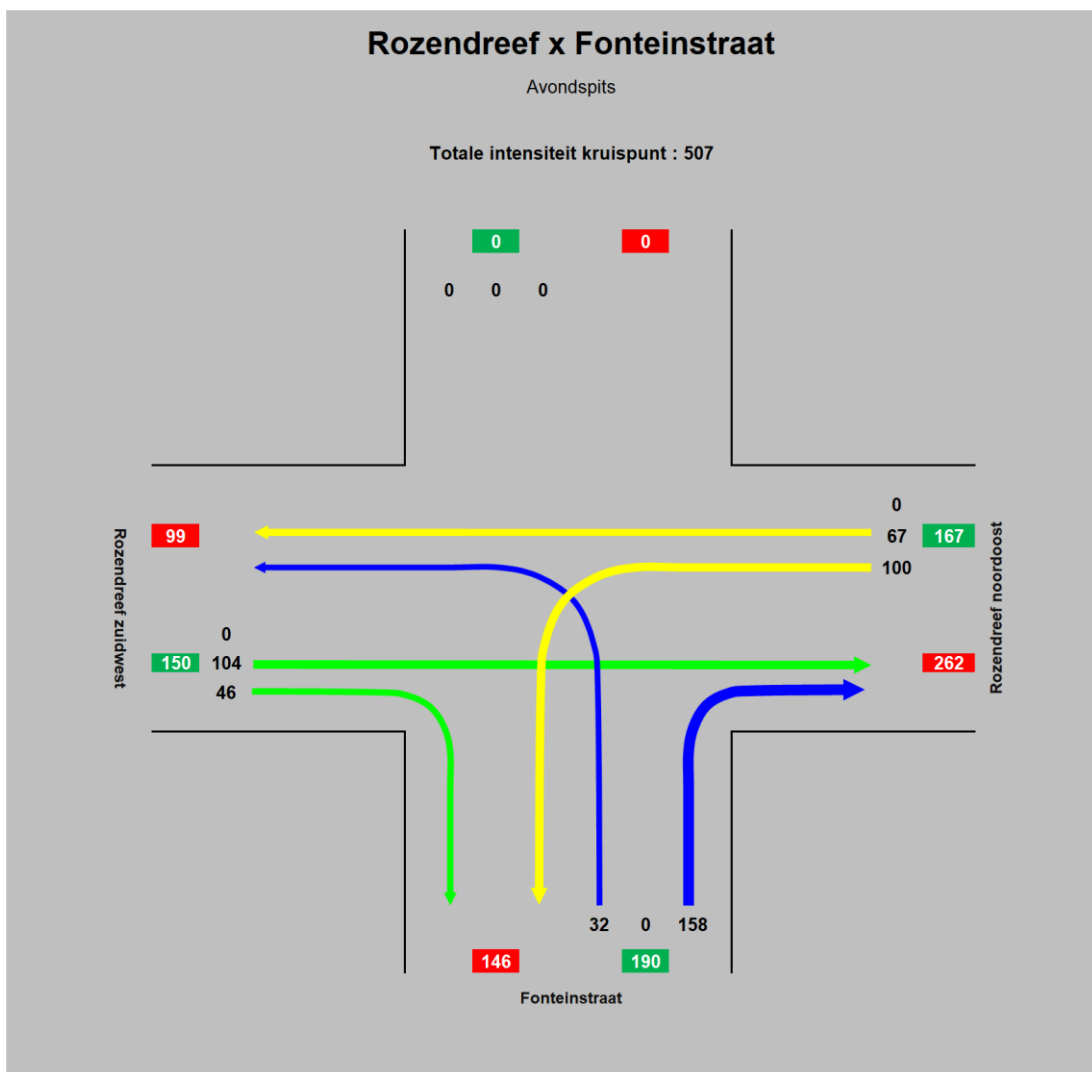 Rozendreef x Fonteinstraat
Avondspits
Totale intensiteit kruispunt : 507
0 0
0 0 0
0
99 67 167
100
Rozendreef zuidwest
Rozendreef noordoost
0
150 104 262
46
32 0 158
146 190
Fonteinstraat